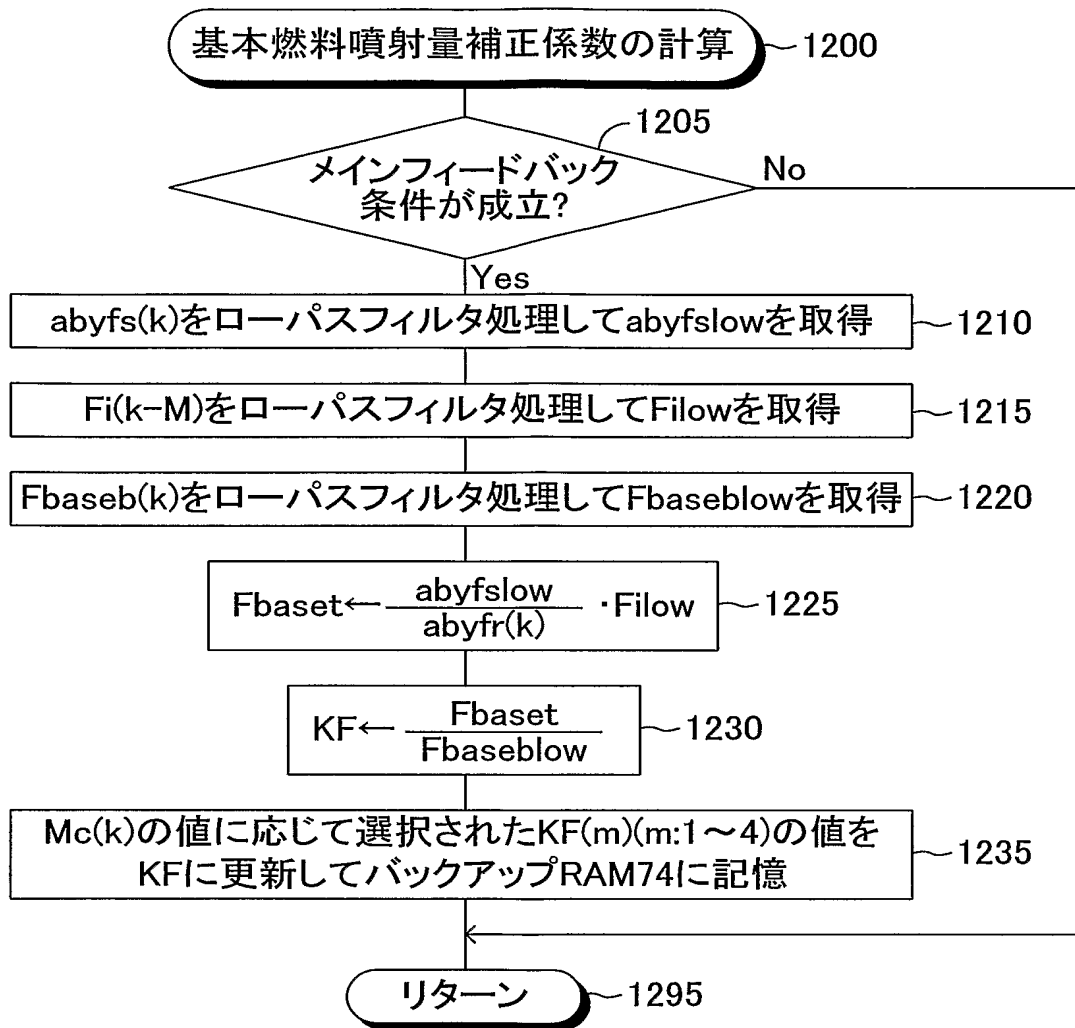 基本燃料噴射量補正係数の計算
1200
1205
メインフィードバック
条件が成立?
No
Yes
abyfs(k)をローパスフィルタ処理してabyfslowを取得
1210
Fi(k-M)をローパスフィルタ処理してFilowを取得
1215
Fbaseb(k)をローパスフィルタ処理してFbaseblowを取得
1220
Fbaset← abyfslow / abyfr(k) ・Filow
1225
KF← Fbaset / Fbaseblow
1230
Mc(k)の値に応じて選択されたKF(m)(m:1～4)の値を
KFに更新してバックアップRAM74に記憶
1235
リターン
1295